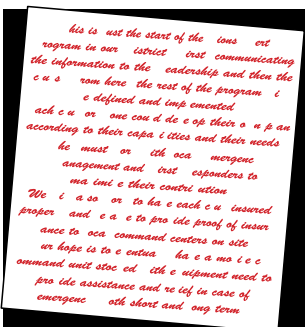 his is ust the start of the ions ert
rogram in our istrict irst communicating
the information to the eadership and then the
c u s rom here the rest of the program i
e defined and imp emented
ach c u or one cou d de e op their o n p an
according to their capa i ities and their needs
he must or ith oca mergenc
anagement and irst esponders to
ma imi e their contri ution
We i a so or to ha e each c u insured
proper and e a e to pro ide proof of insur
ance to oca command centers on site
ur hope is to e entua ha e a mo i e c
ommand unit stoc ed ith e uipment need to
pro ide assistance and re ief in case of
emergenc oth short and ong term